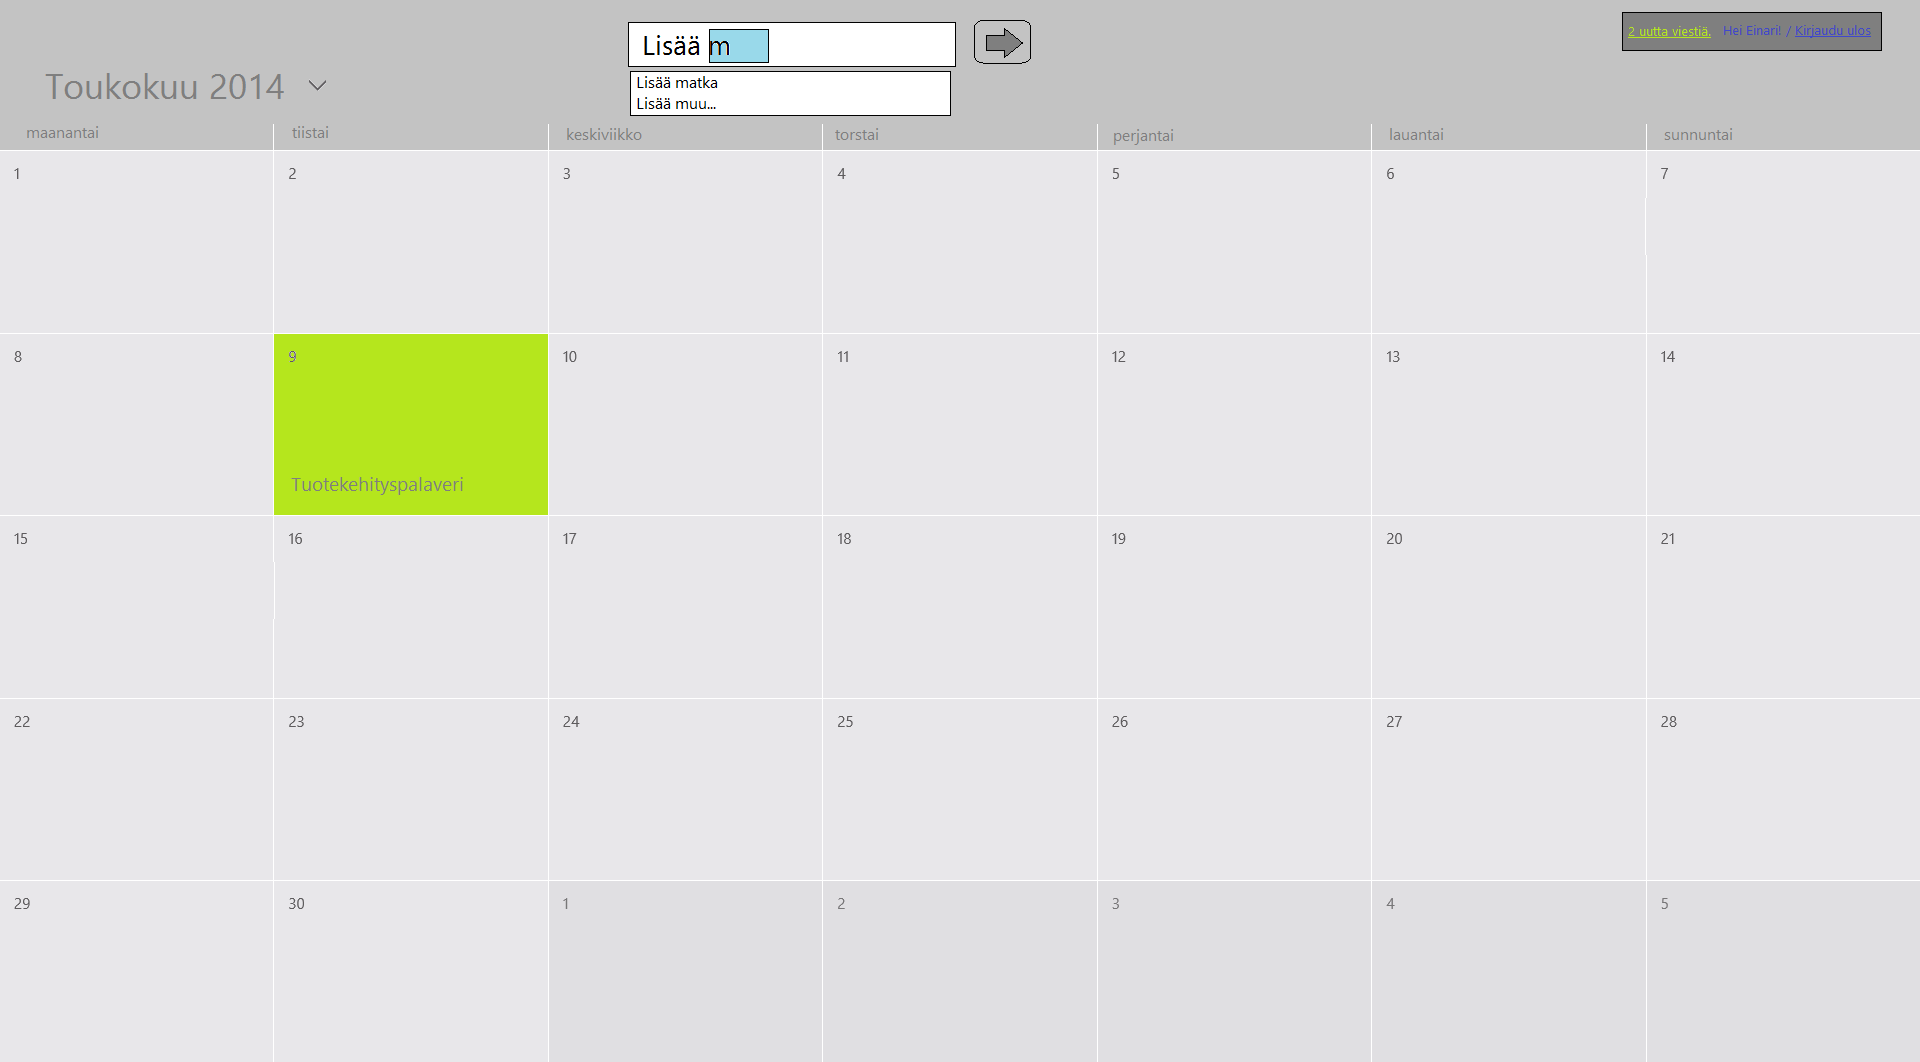 Lisää m
2 uutta viestiä. Hei Einari! / Kirjaudu ulos
Toukokuu 2014
Lisää matka
Lisää muu...
maanantai tiistai keskiviikko torstai perjantai lauantai sunnuntai
1 2 3 4 5 6 7
8 9 10 11 12 13 14
Tuotekehityspalaveri
15 16 17 18 19 20 21
22 23 24 25 26 27 28
29 30 1 2 3 4 5